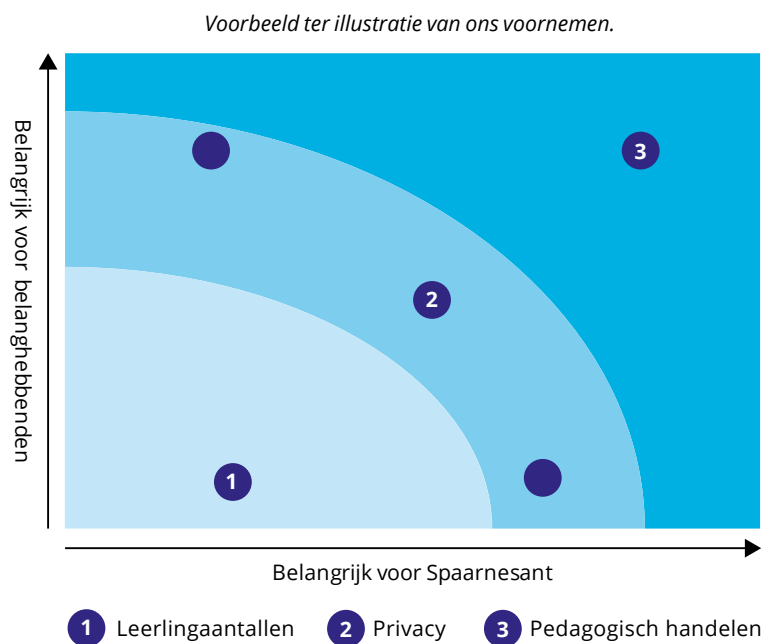 Voorbeeld ter illustratie van ons voornemen.
Belangrijk voor belanghebbenden
3
2
1
Belangrijk voor Spaarnesant
1 Leerlingaantallen 2 Privacy 3 Pedagogisch handelen